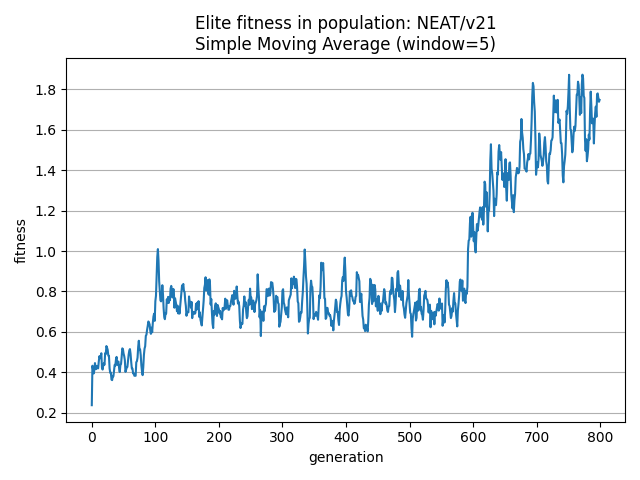 Elite fitness in population: NEAT/v21
Simple Moving Average (window=5)
fitness
1.8
1.6
1.4
1.2
1.0
0.8
0.6
0.4
0.2
0 100 200 300 400 500 600 700 800
generation